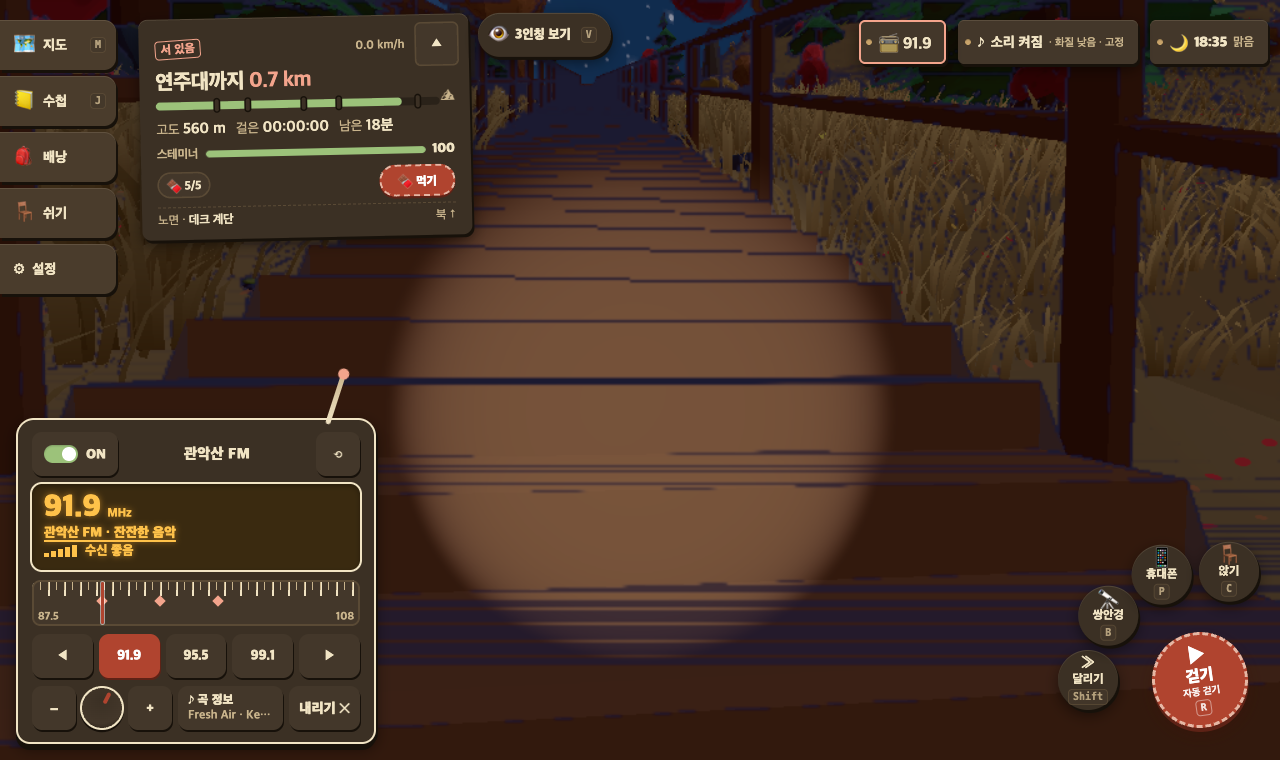 지도 M
수첩 J
배낭
쉬기
설정
서 있음
0.0 km/h
연주대까지 0.7 km
고도 560 m 걸은 00:00:00 남은 18분
스테미너 100
5/5
먹기
노면 · 데크 계단
북 ↑
3인칭 보기 V
91.9
♪ 소리 켜짐 · 화질 낮음 · 고정
18:35 맑음
ON
관악산 FM
91.9 MHz
관악산 FM · 잔잔한 음악
수신 좋음
87.5 108
91.9 95.5 99.1
− +
♪ 곡 정보
Fresh Air · Ke…
내리기 ✕
휴대폰
P
앉기
C
쌍안경
B
달리기
Shift
걷기
자동 걷기
R